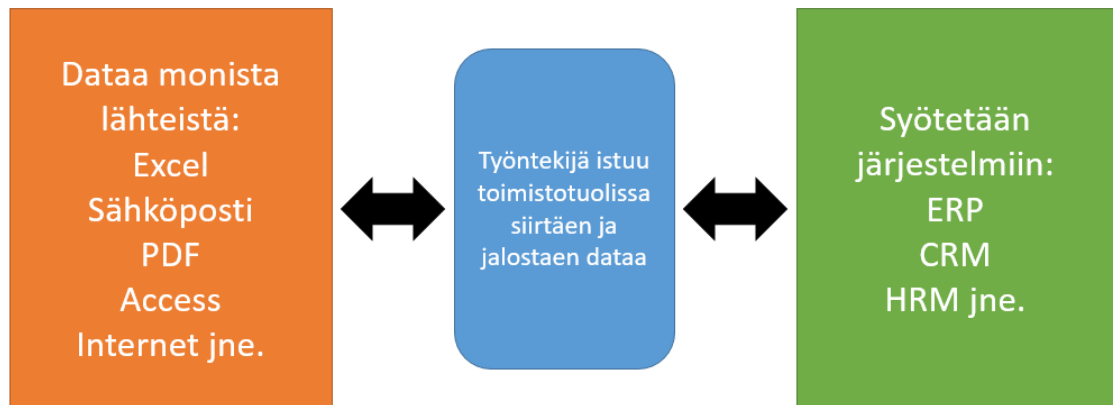 Dataa monista
lähteistä:
Excel
Sähköposti
PDF
Access
Internet jne.
Työntekijä istuu
toimistotuolissa
siirtäen ja
jalostaen dataa
Syötetään
järjestelmiin:
ERP
CRM
HRM jne.